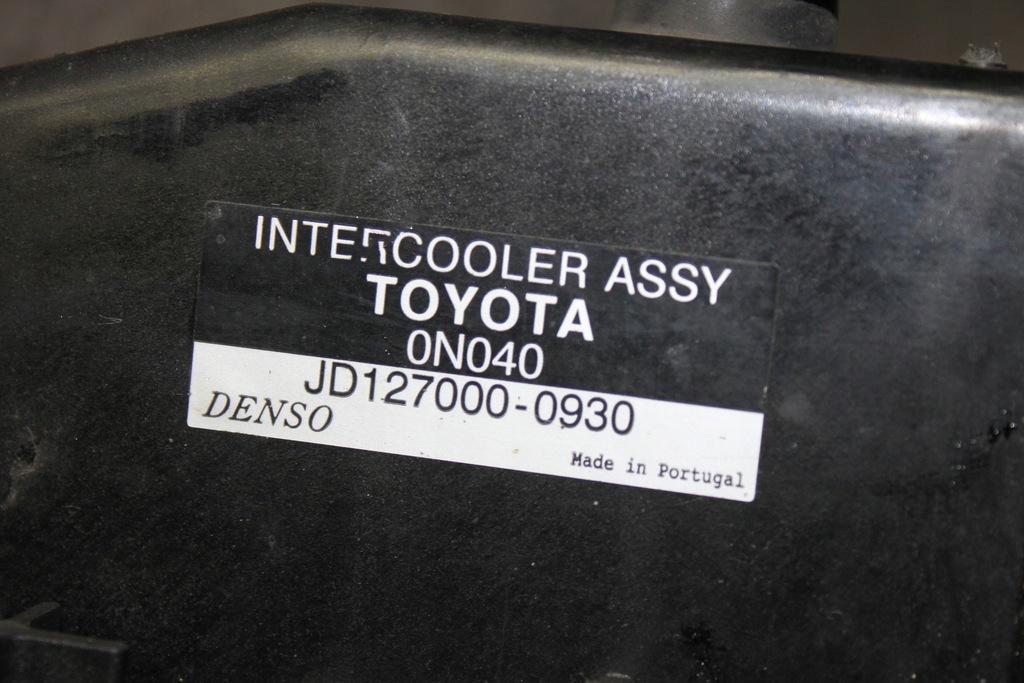 INTERCOOLER ASSY
TOYOTA
0N040
JD127000-0930
DENSO
Made in Portugal